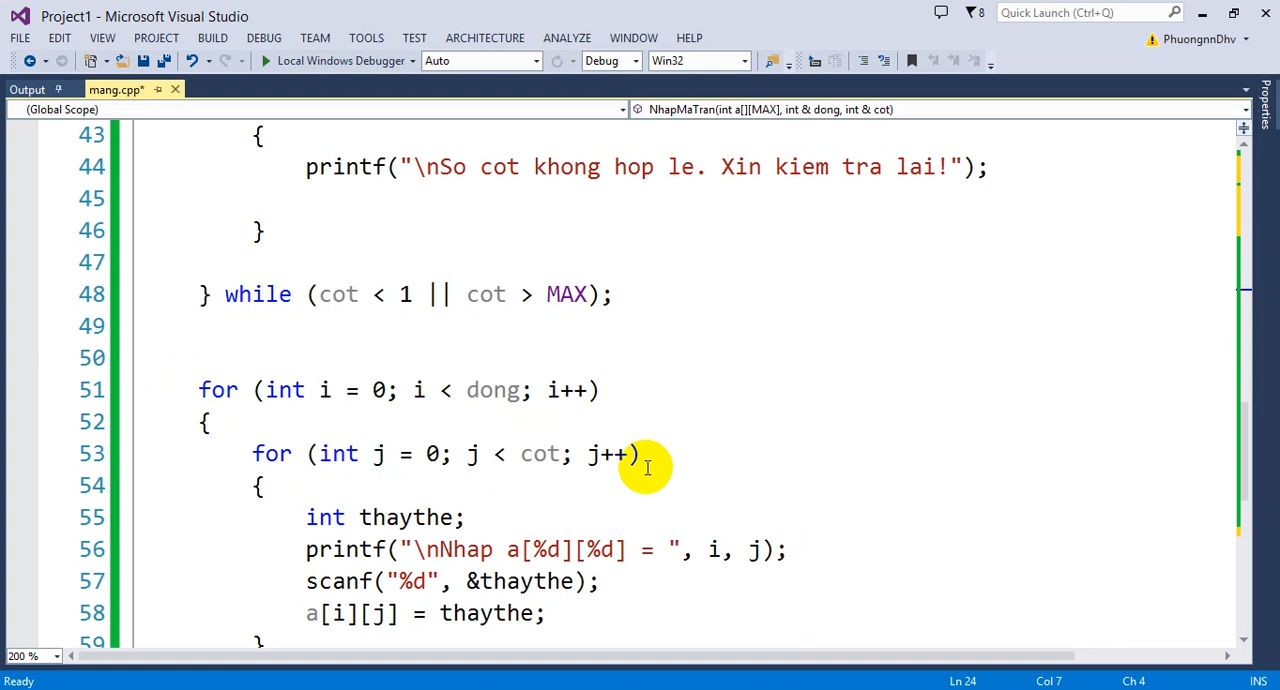 Project1 - Microsoft Visual Studio
8
Quick Launch (Ctrl+Q)
FILE EDIT VIEW PROJECT BUILD DEBUG TEAM TOOLS TEST ARCHITECTURE ANALYZE WINDOW HELP
PhuongnnDhv
Local Windows Debugger Auto Debug Win32
Output mang.cpp*
(Global Scope) NhapMaTran(int a[][MAX], int & dong, int & cot)
Properties
43 {
44 printf("\nSo cot khong hop le. Xin kiem tra lai!");
45
46 }
47
48 } while (cot < 1 || cot > MAX);
49
50
51 for (int i = 0; i < dong; i++)
52 {
53 for (int j = 0; j < cot; j++)
54 {
55 int thaythe;
56 printf("\nNhap a[%d][%d] = ", i, j);
57 scanf("%d", &thaythe);
58 a[i][j] = thaythe;
59 }
200 %
Ready Ln 24 Col 7 Ch 4 INS